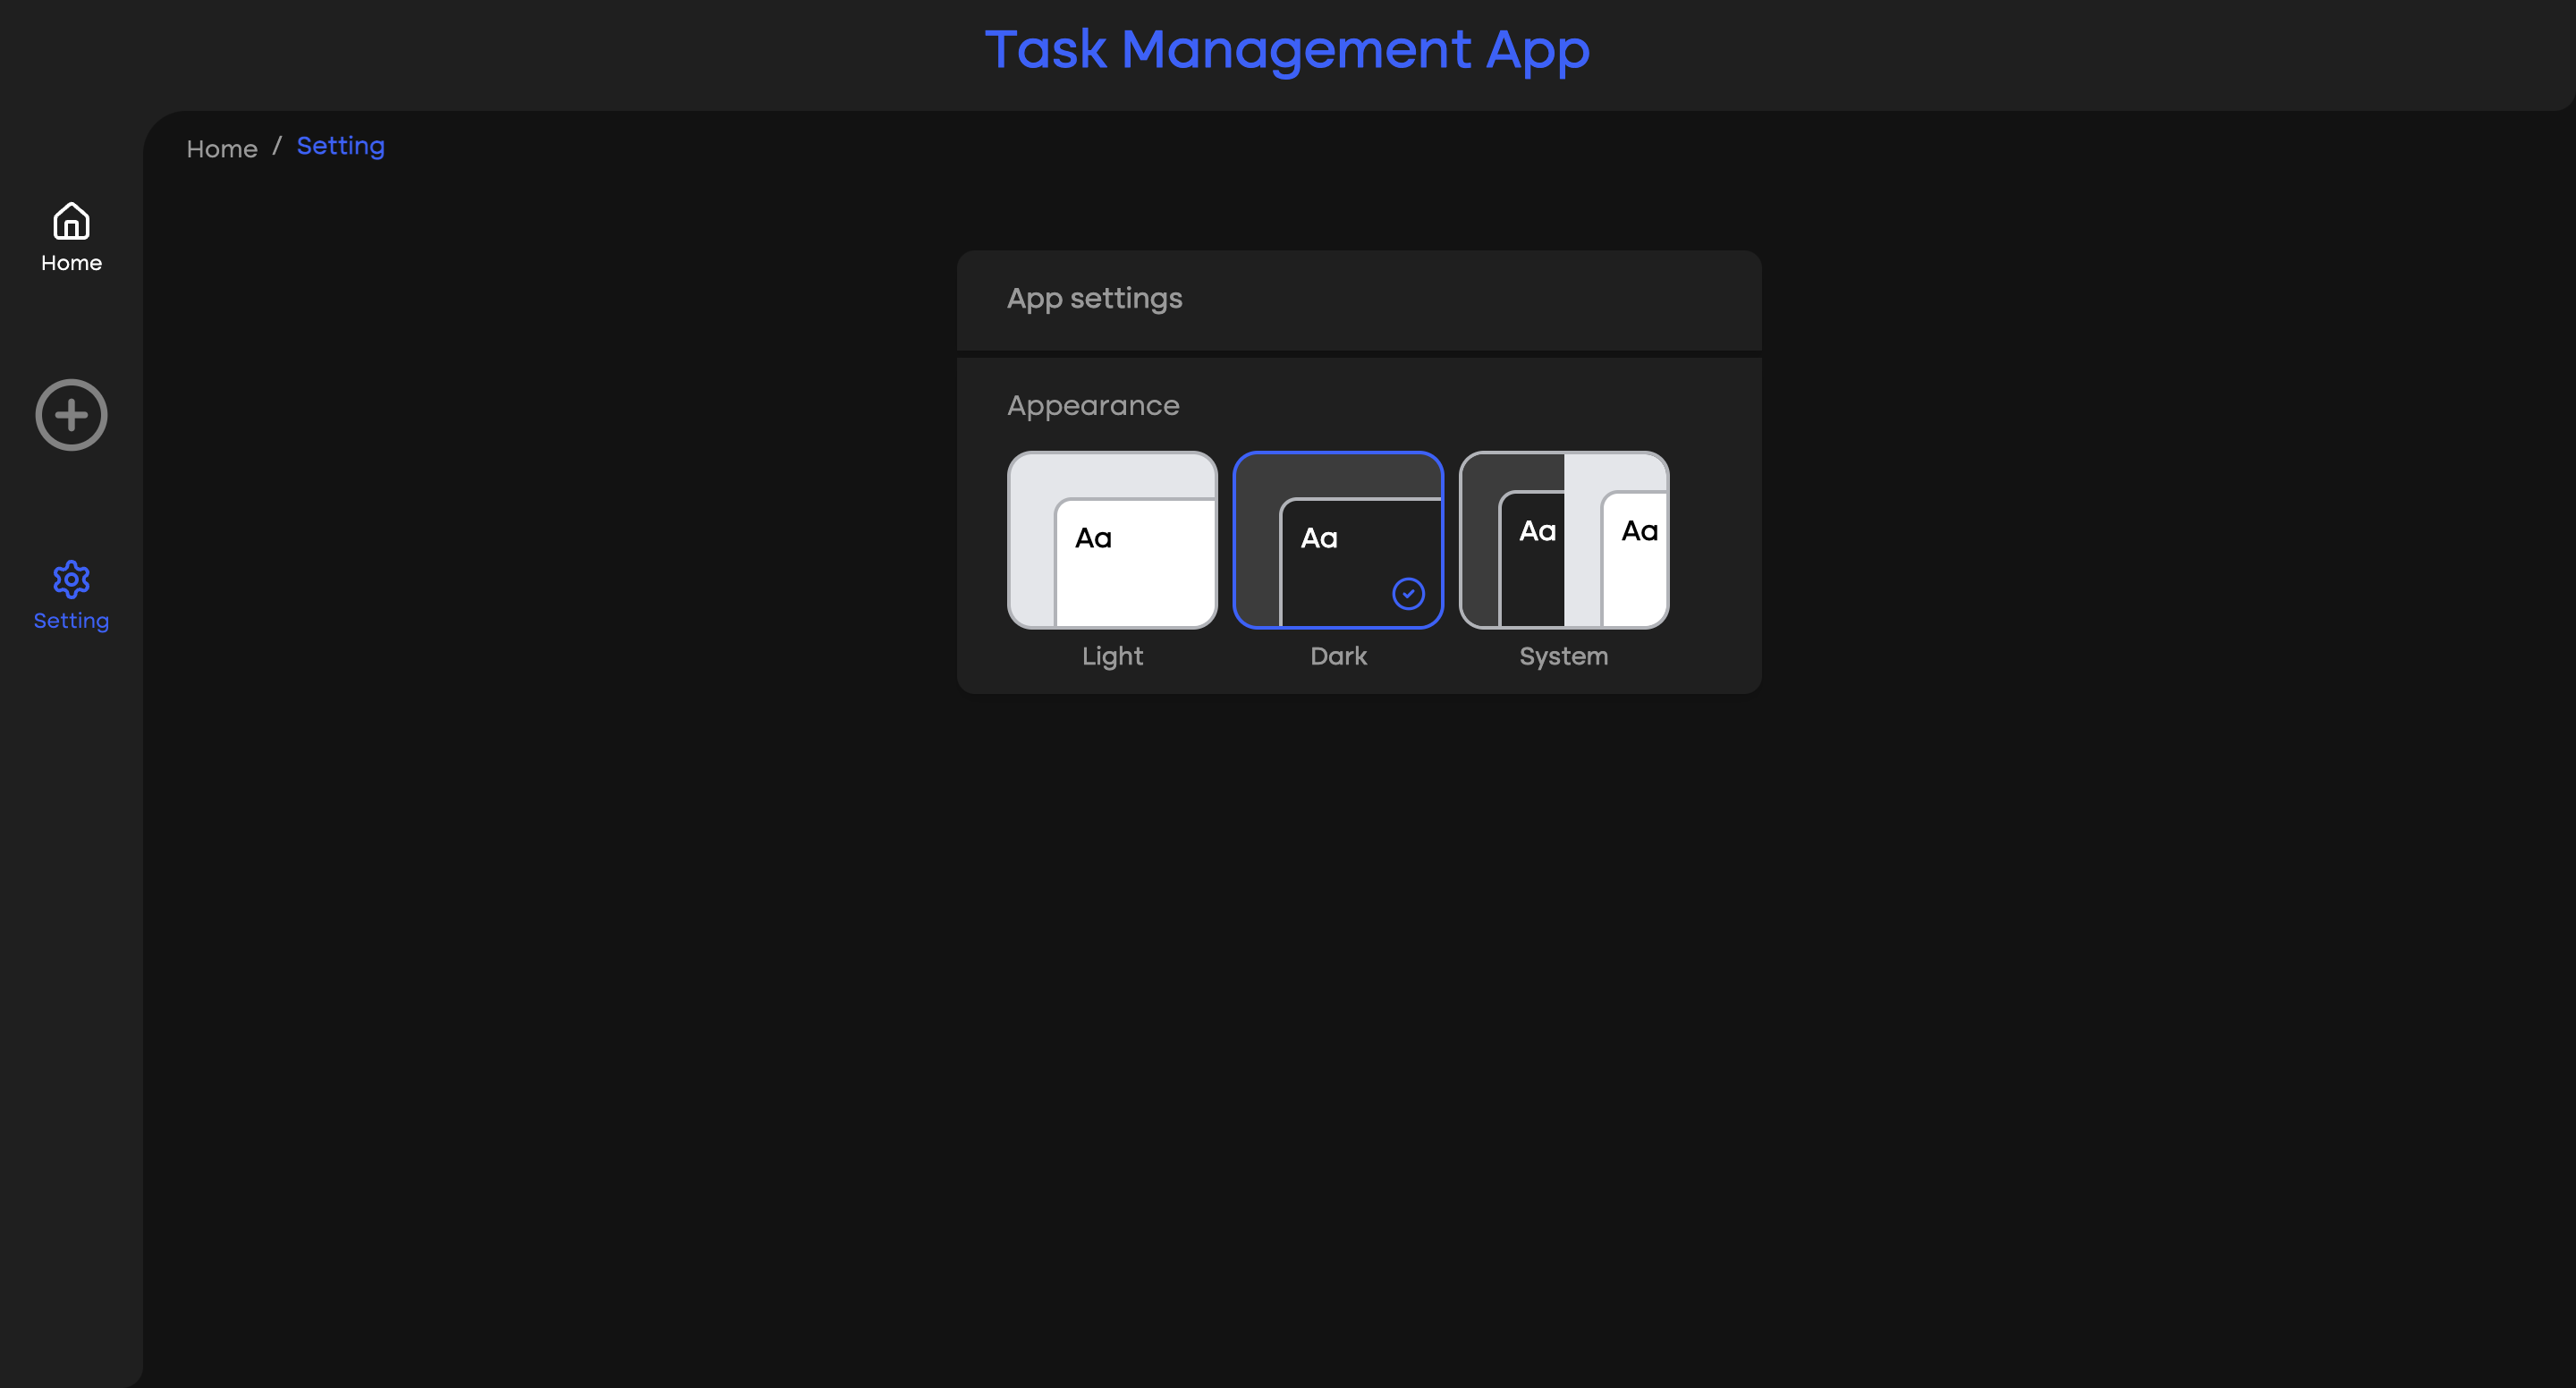 Task Management App
Home / Setting
Home
Setting
App settings
Appearance
Aa
Aa
Aa
Aa
Light
Dark
System